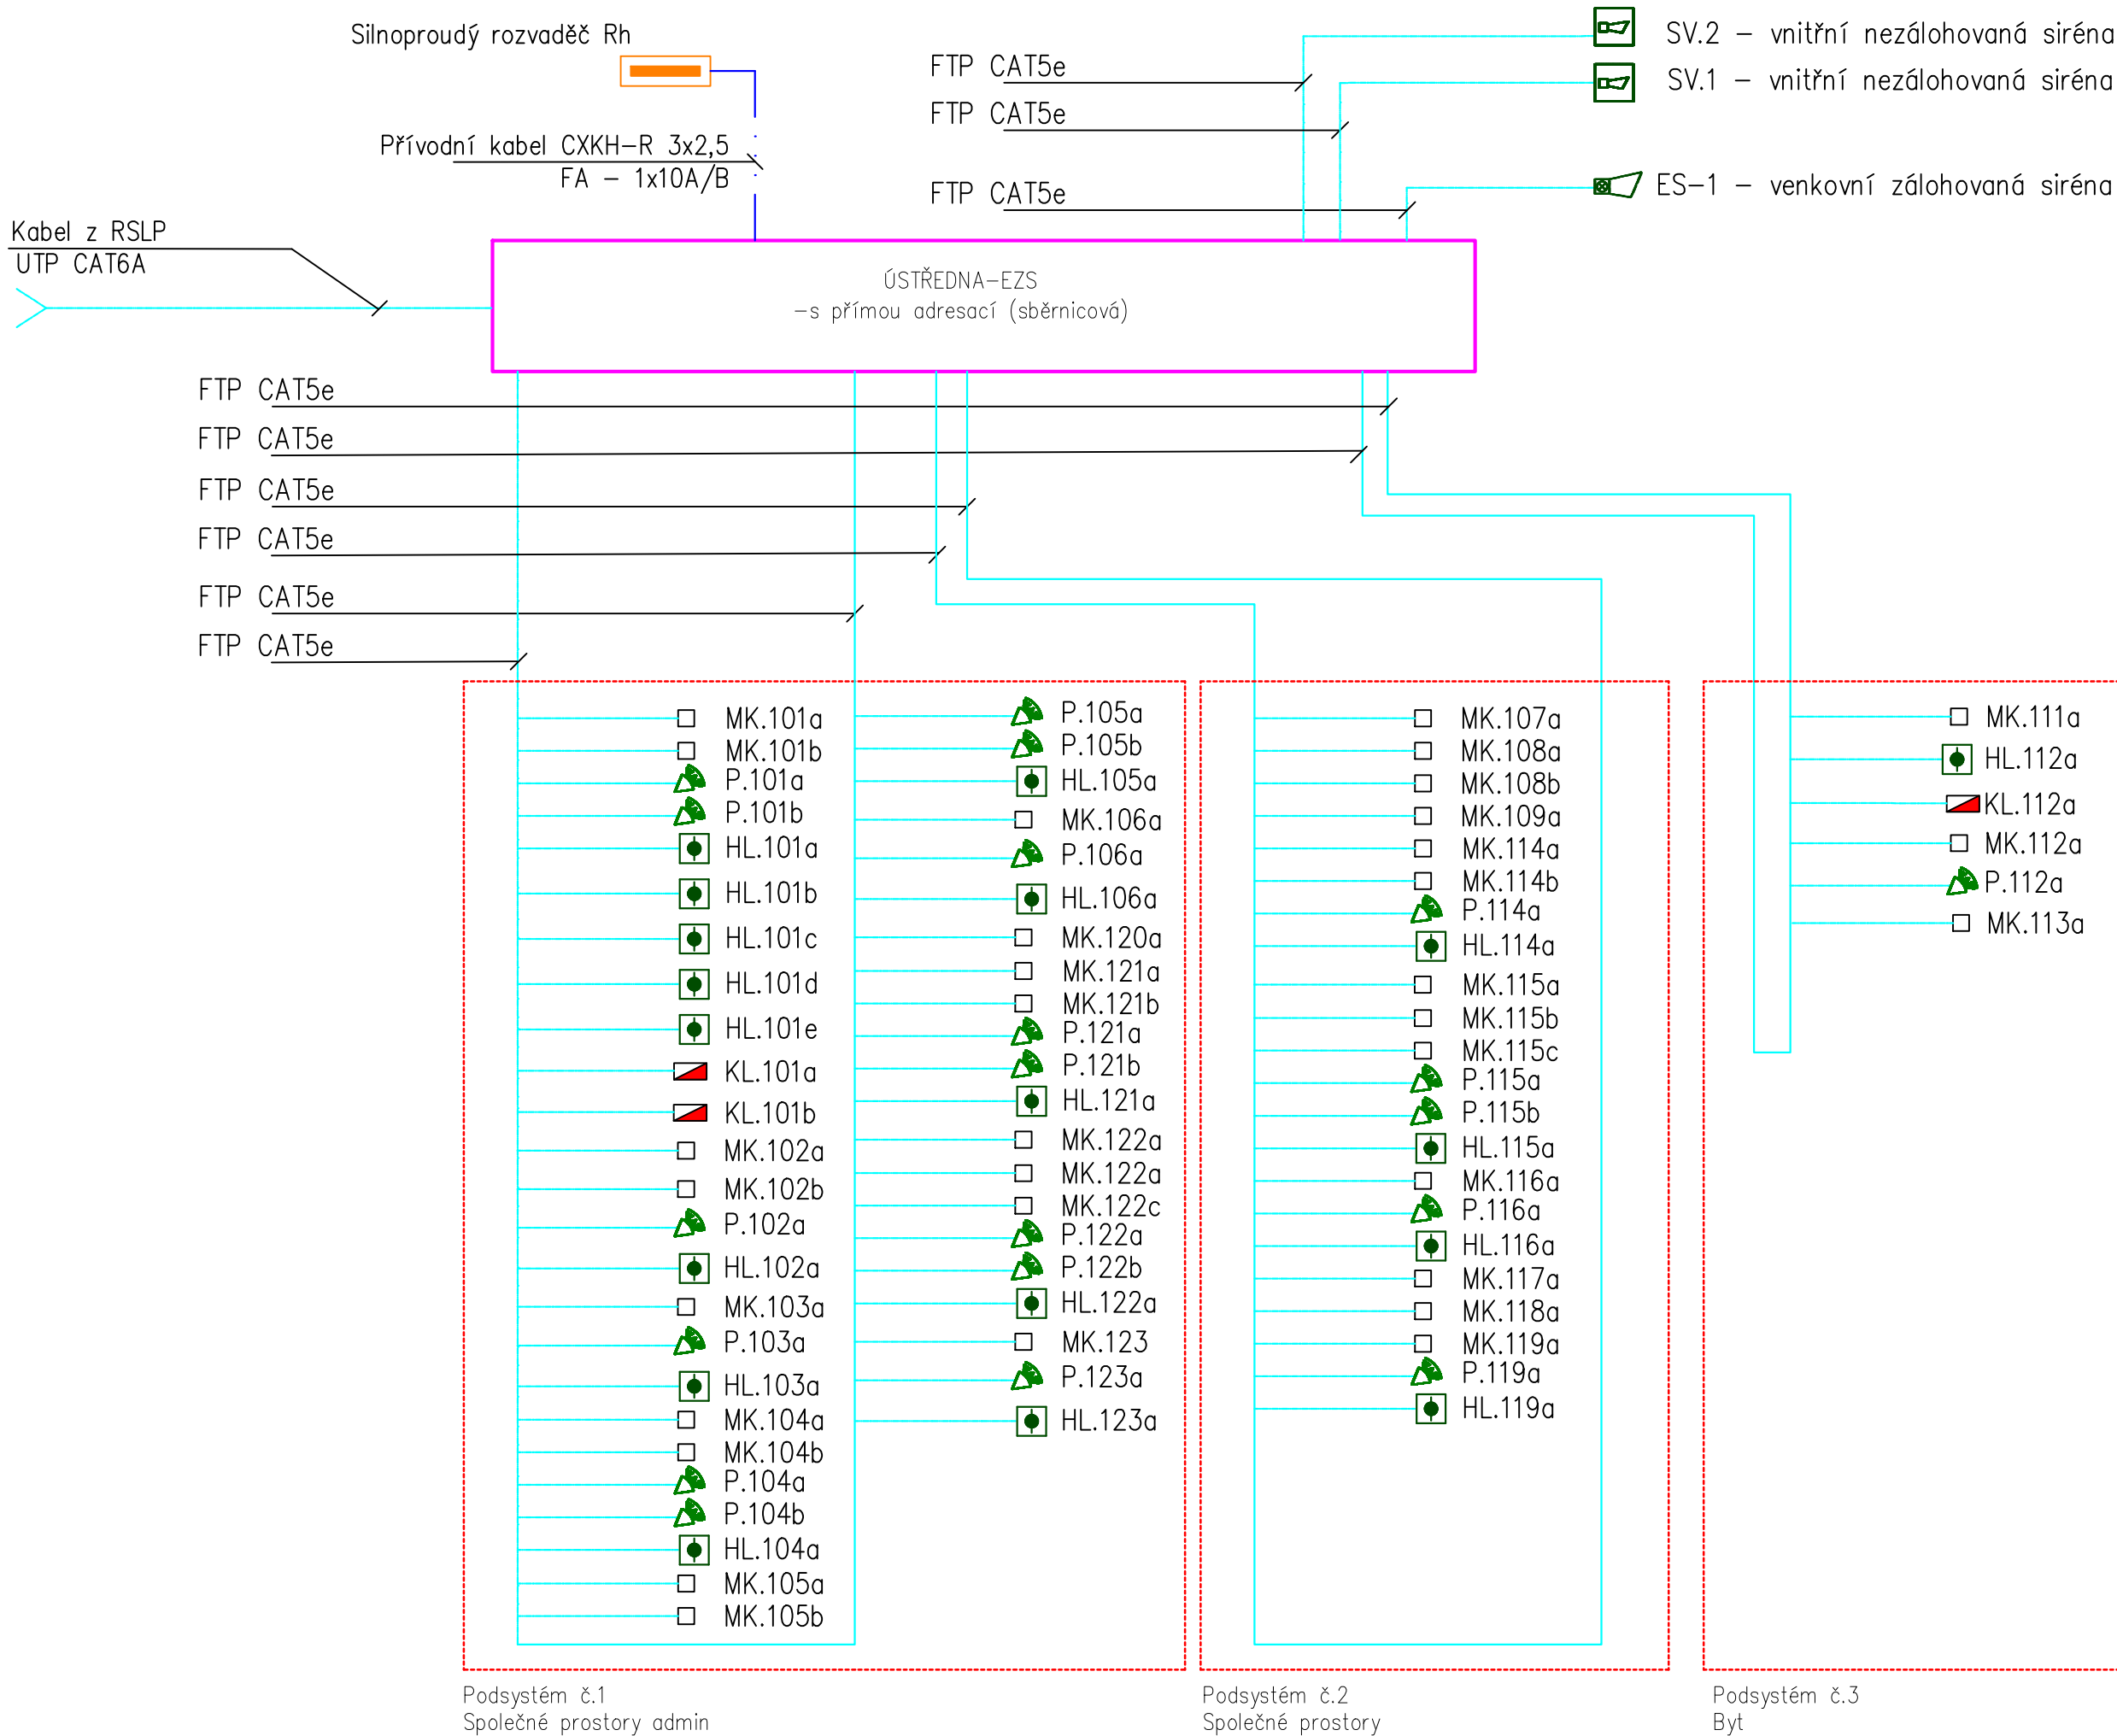 Silnoproudý rozvaděč Rh
Přívodní kabel CXKH-R 3x2,5
FA - 1x10A/B
Kabel z RSLP
UTP CAT6A
FTP CAT5e
FTP CAT5e
FTP CAT5e
SV.2 - vnitřní nezálohovaná siréna
SV.1 - vnitřní nezálohovaná siréna
ES-1 - venkovní zálohovaná siréna
ÚSTŘEDNA-EZS
-s přímou adresací (sběrnicová)
FTP CAT5e
FTP CAT5e
FTP CAT5e
FTP CAT5e
FTP CAT5e
FTP CAT5e
MK.101a
MK.101b
P.101a
P.101b
HL.101a
HL.101b
HL.101c
HL.101d
HL.101e
KL.101a
KL.101b
MK.102a
MK.102b
P.102a
HL.102a
MK.103a
P.103a
HL.103a
MK.104a
MK.104b
P.104a
P.104b
HL.104a
MK.105a
MK.105b
P.105a
P.105b
HL.105a
MK.106a
P.106a
HL.106a
MK.120a
MK.121a
MK.121b
P.121a
P.121b
HL.121a
MK.122a
MK.122a
MK.122c
P.122a
P.122b
HL.122a
MK.123
P.123a
HL.123a
Podsystém č.1
Společné prostory admin
MK.107a
MK.108a
MK.108b
MK.109a
MK.114a
MK.114b
P.114a
HL.114a
MK.115a
MK.115b
MK.115c
P.115a
P.115b
HL.115a
MK.116a
P.116a
HL.116a
MK.117a
MK.118a
MK.119a
P.119a
HL.119a
Podsystém č.2
Společné prostory
MK.111a
HL.112a
KL.112a
MK.112a
P.112a
MK.113a
Podsystém č.3
Byt